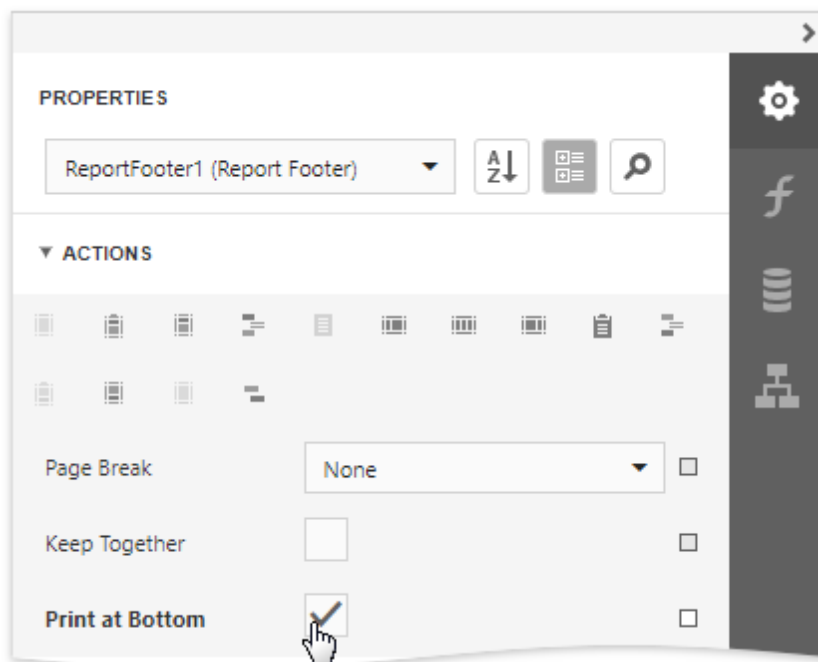 PROPERTIES
ReportFooter1 (Report Footer)
A
Z
ACTIONS
Page Break
None
Keep Together
Print at Bottom